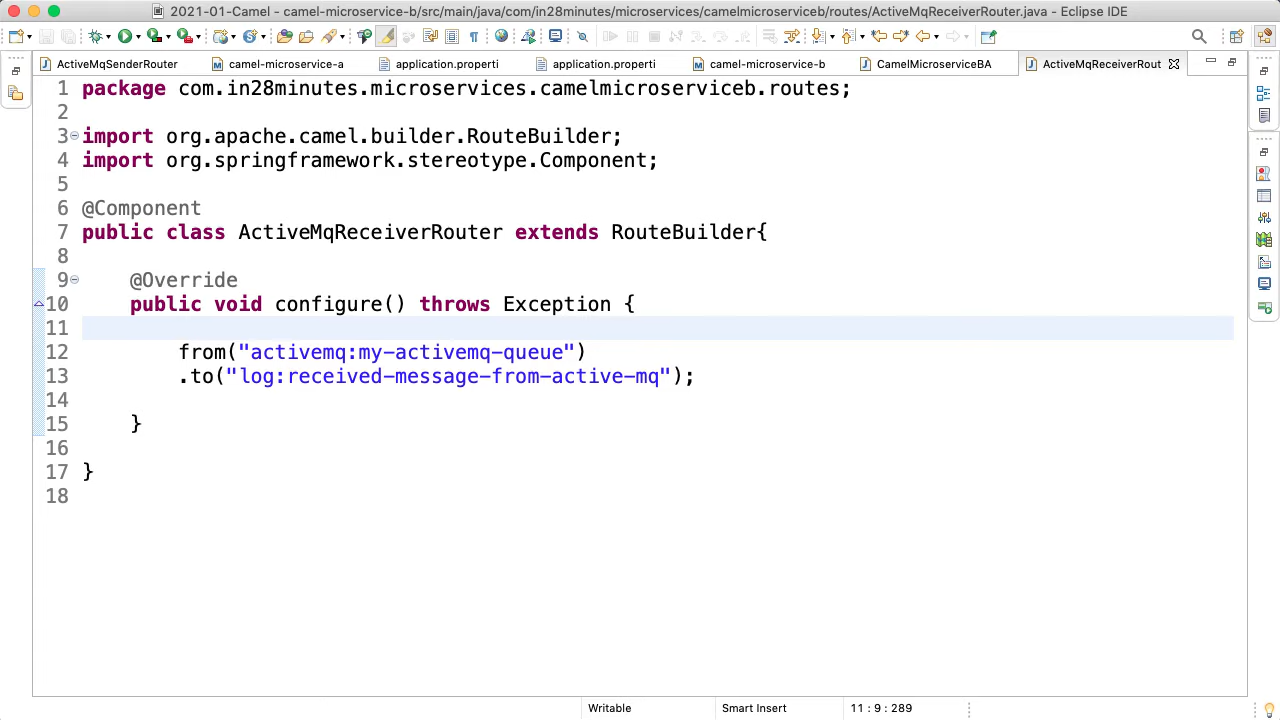 2021-01-Camel - camel-microservice-b/src/main/java/com/in28minutes/microservices/camelmicroserviceb/routes/ActiveMqReceiverRouter.java - Eclipse IDE
ActiveMqSenderRouter camel-microservice-a application.properti application.properti camel-microservice-b CamelMicroserviceBA ActiveMqReceiverRout
1 package com.in28minutes.microservices.camelmicroserviceb.routes;
2
3 import org.apache.camel.builder.RouteBuilder;
4 import org.springframework.stereotype.Component;
5
6 @Component
7 public class ActiveMqReceiverRouter extends RouteBuilder{
8
9 @Override
10 public void configure() throws Exception {
11
12 from("activemq:my-activemq-queue")
13 .to("log:received-message-from-active-mq");
14
15 }
16
17 }
18
Writable Smart Insert 11 : 9 : 289